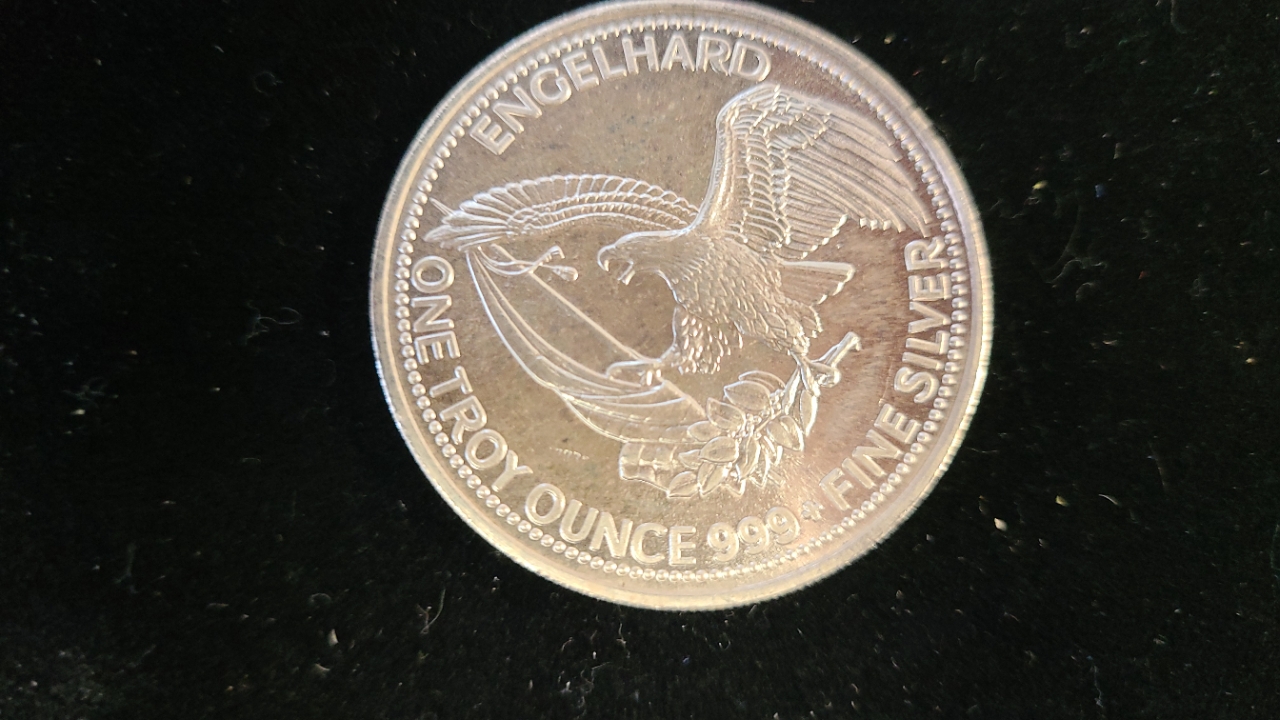 ENGELHARD
ONE TROY OUNCE 999+ FINE SILVER